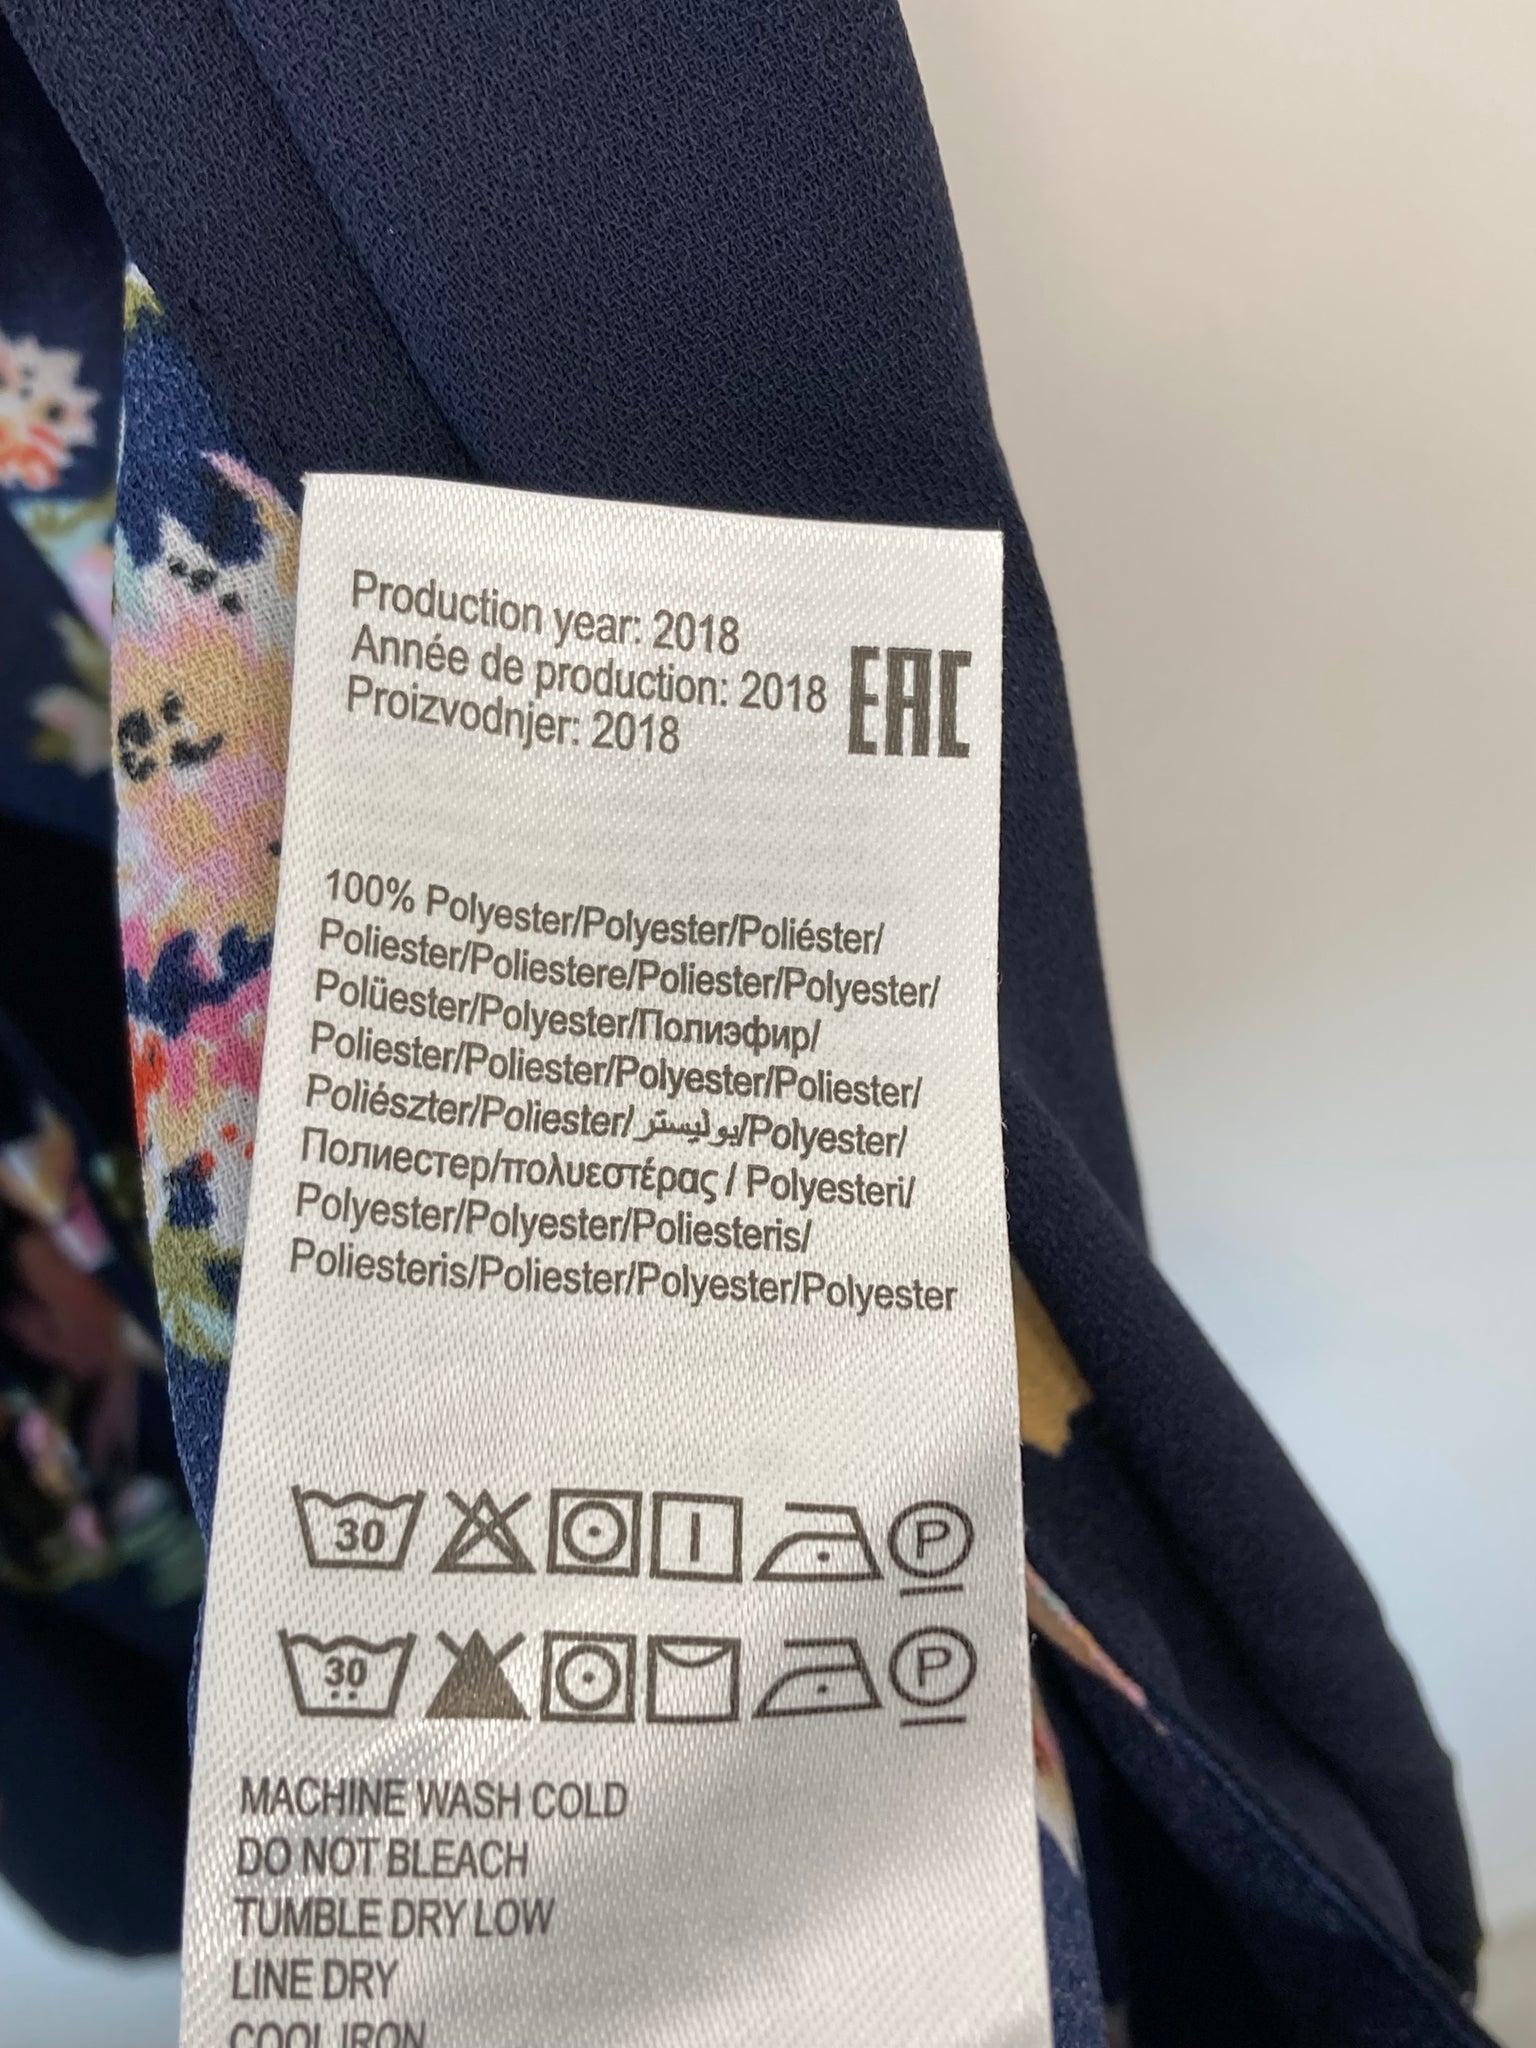 Production year: 2018
Année de production: 2018
Proizvodnjer: 2018
EAC
100% Polyester/Polyester/Poliéster/
Poliester/Poliestere/Poliester/Polyester/
Polüester/Polyester/Полиэфир/
Poliester/Poliester/Polyester/Poliester/
Poliészter/Poliester/بوليستر/Polyester/
Полиестер/πολυεστέρας / Polyesteri/
Polyester/Polyester/Poliesteris/
Poliesteris/Poliester/Polyester/Polyester
30 P
30 P
MACHINE WASH COLD
DO NOT BLEACH
TUMBLE DRY LOW
LINE DRY
COOL IRON